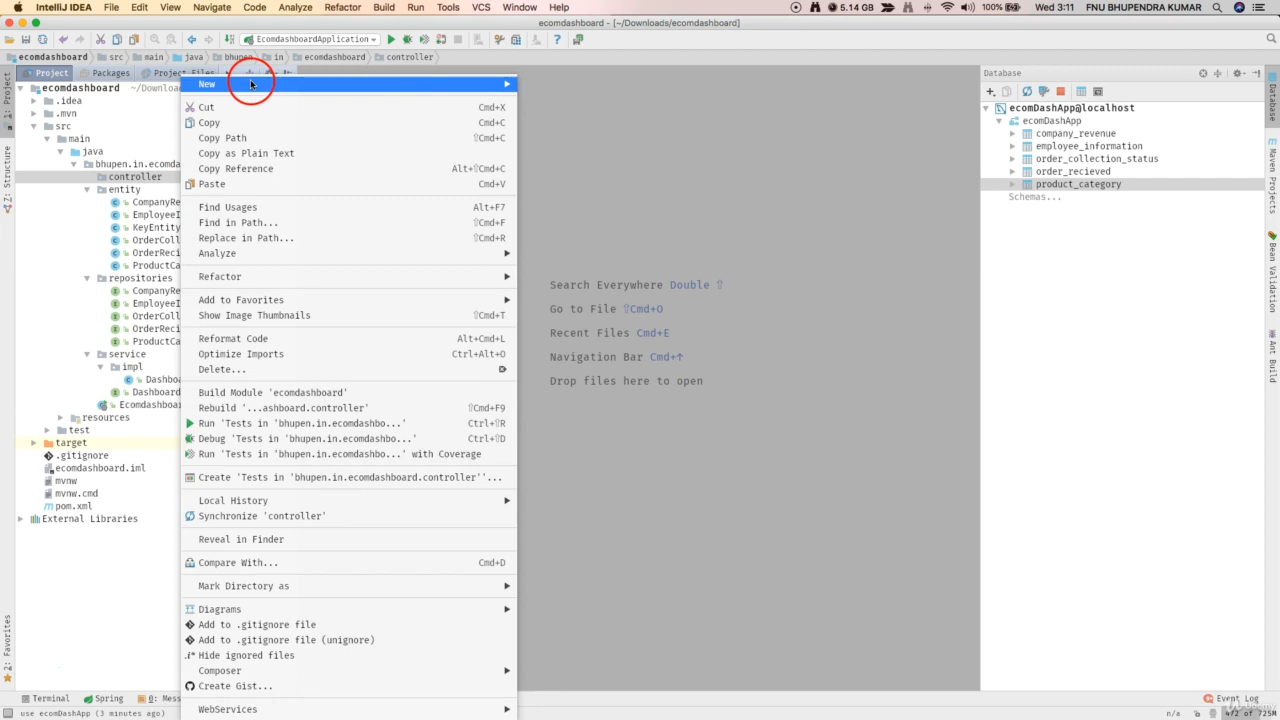 IntelliJ IDEA File Edit View Navigate Code Analyze Refactor Build Run Tools VCS Window Help 5.14 GB 100% Wed 3:11 FNU BHUPENDRA KUMAR
ecomdashboard - [~/Downloads/ecomdashboard]
EcomdashboardApplication
ecomdashboard src main java bhupen in ecomdashboard controller
Project Packages Project Files
Database
1: Project
Z: Structure
2: Favorites
ecomdashboard ~/Downlo
.idea
.mvn
src
main
java
bhupen.in.ecomda
controller
entity
CompanyRe
EmployeeI
KeyEntity
OrderColl
OrderReci
ProductCa
repositories
CompanyRe
EmployeeI
OrderColl
OrderReci
ProductCa
service
impl
Dashboa
Dashboard
Ecomdashboar
resources
test
target
.gitignore
ecomdashboard.iml
mvnw
mvnw.cmd
pom.xml
External Libraries
New
Cut Cmd+X
Copy Cmd+C
Copy Path ⇧Cmd+C
Copy as Plain Text
Copy Reference Alt+⇧Cmd+C
Paste Cmd+V
Find Usages Alt+F7
Find in Path... ⇧Cmd+F
Replace in Path... ⇧Cmd+R
Analyze
Refactor
Add to Favorites
Show Image Thumbnails ⇧Cmd+T
Reformat Code Alt+Cmd+L
Optimize Imports Ctrl+Alt+O
Delete...
Build Module 'ecomdashboard'
Rebuild '...ashboard.controller' ⇧Cmd+F9
Run 'Tests in 'bhupen.in.ecomdashbo...' Ctrl+⇧R
Debug 'Tests in 'bhupen.in.ecomdashbo...' Ctrl+⇧D
Run 'Tests in 'bhupen.in.ecomdashbo...' with Coverage
Create 'Tests in 'bhupen.in.ecomdashboard.controller''...
Local History
Synchronize 'controller'
Reveal in Finder
Compare With... Cmd+D
Mark Directory as
Diagrams
Add to .gitignore file
Add to .gitignore file (unignore)
Hide ignored files
Composer
Create Gist...
WebServices
Search Everywhere Double ⇧
Go to File ⇧Cmd+O
Recent Files Cmd+E
Navigation Bar Cmd+↑
Drop files here to open
ecomDashApp@localhost
ecomDashApp
company_revenue
employee_information
order_collection_status
order_recieved
product_category
Schemas...
Database
Maven Projects
Bean Validation
Ant Build
Terminal Spring 0: Mess
Event Log
use ecomDashApp (3 minutes ago)
n/a 472 of 725M